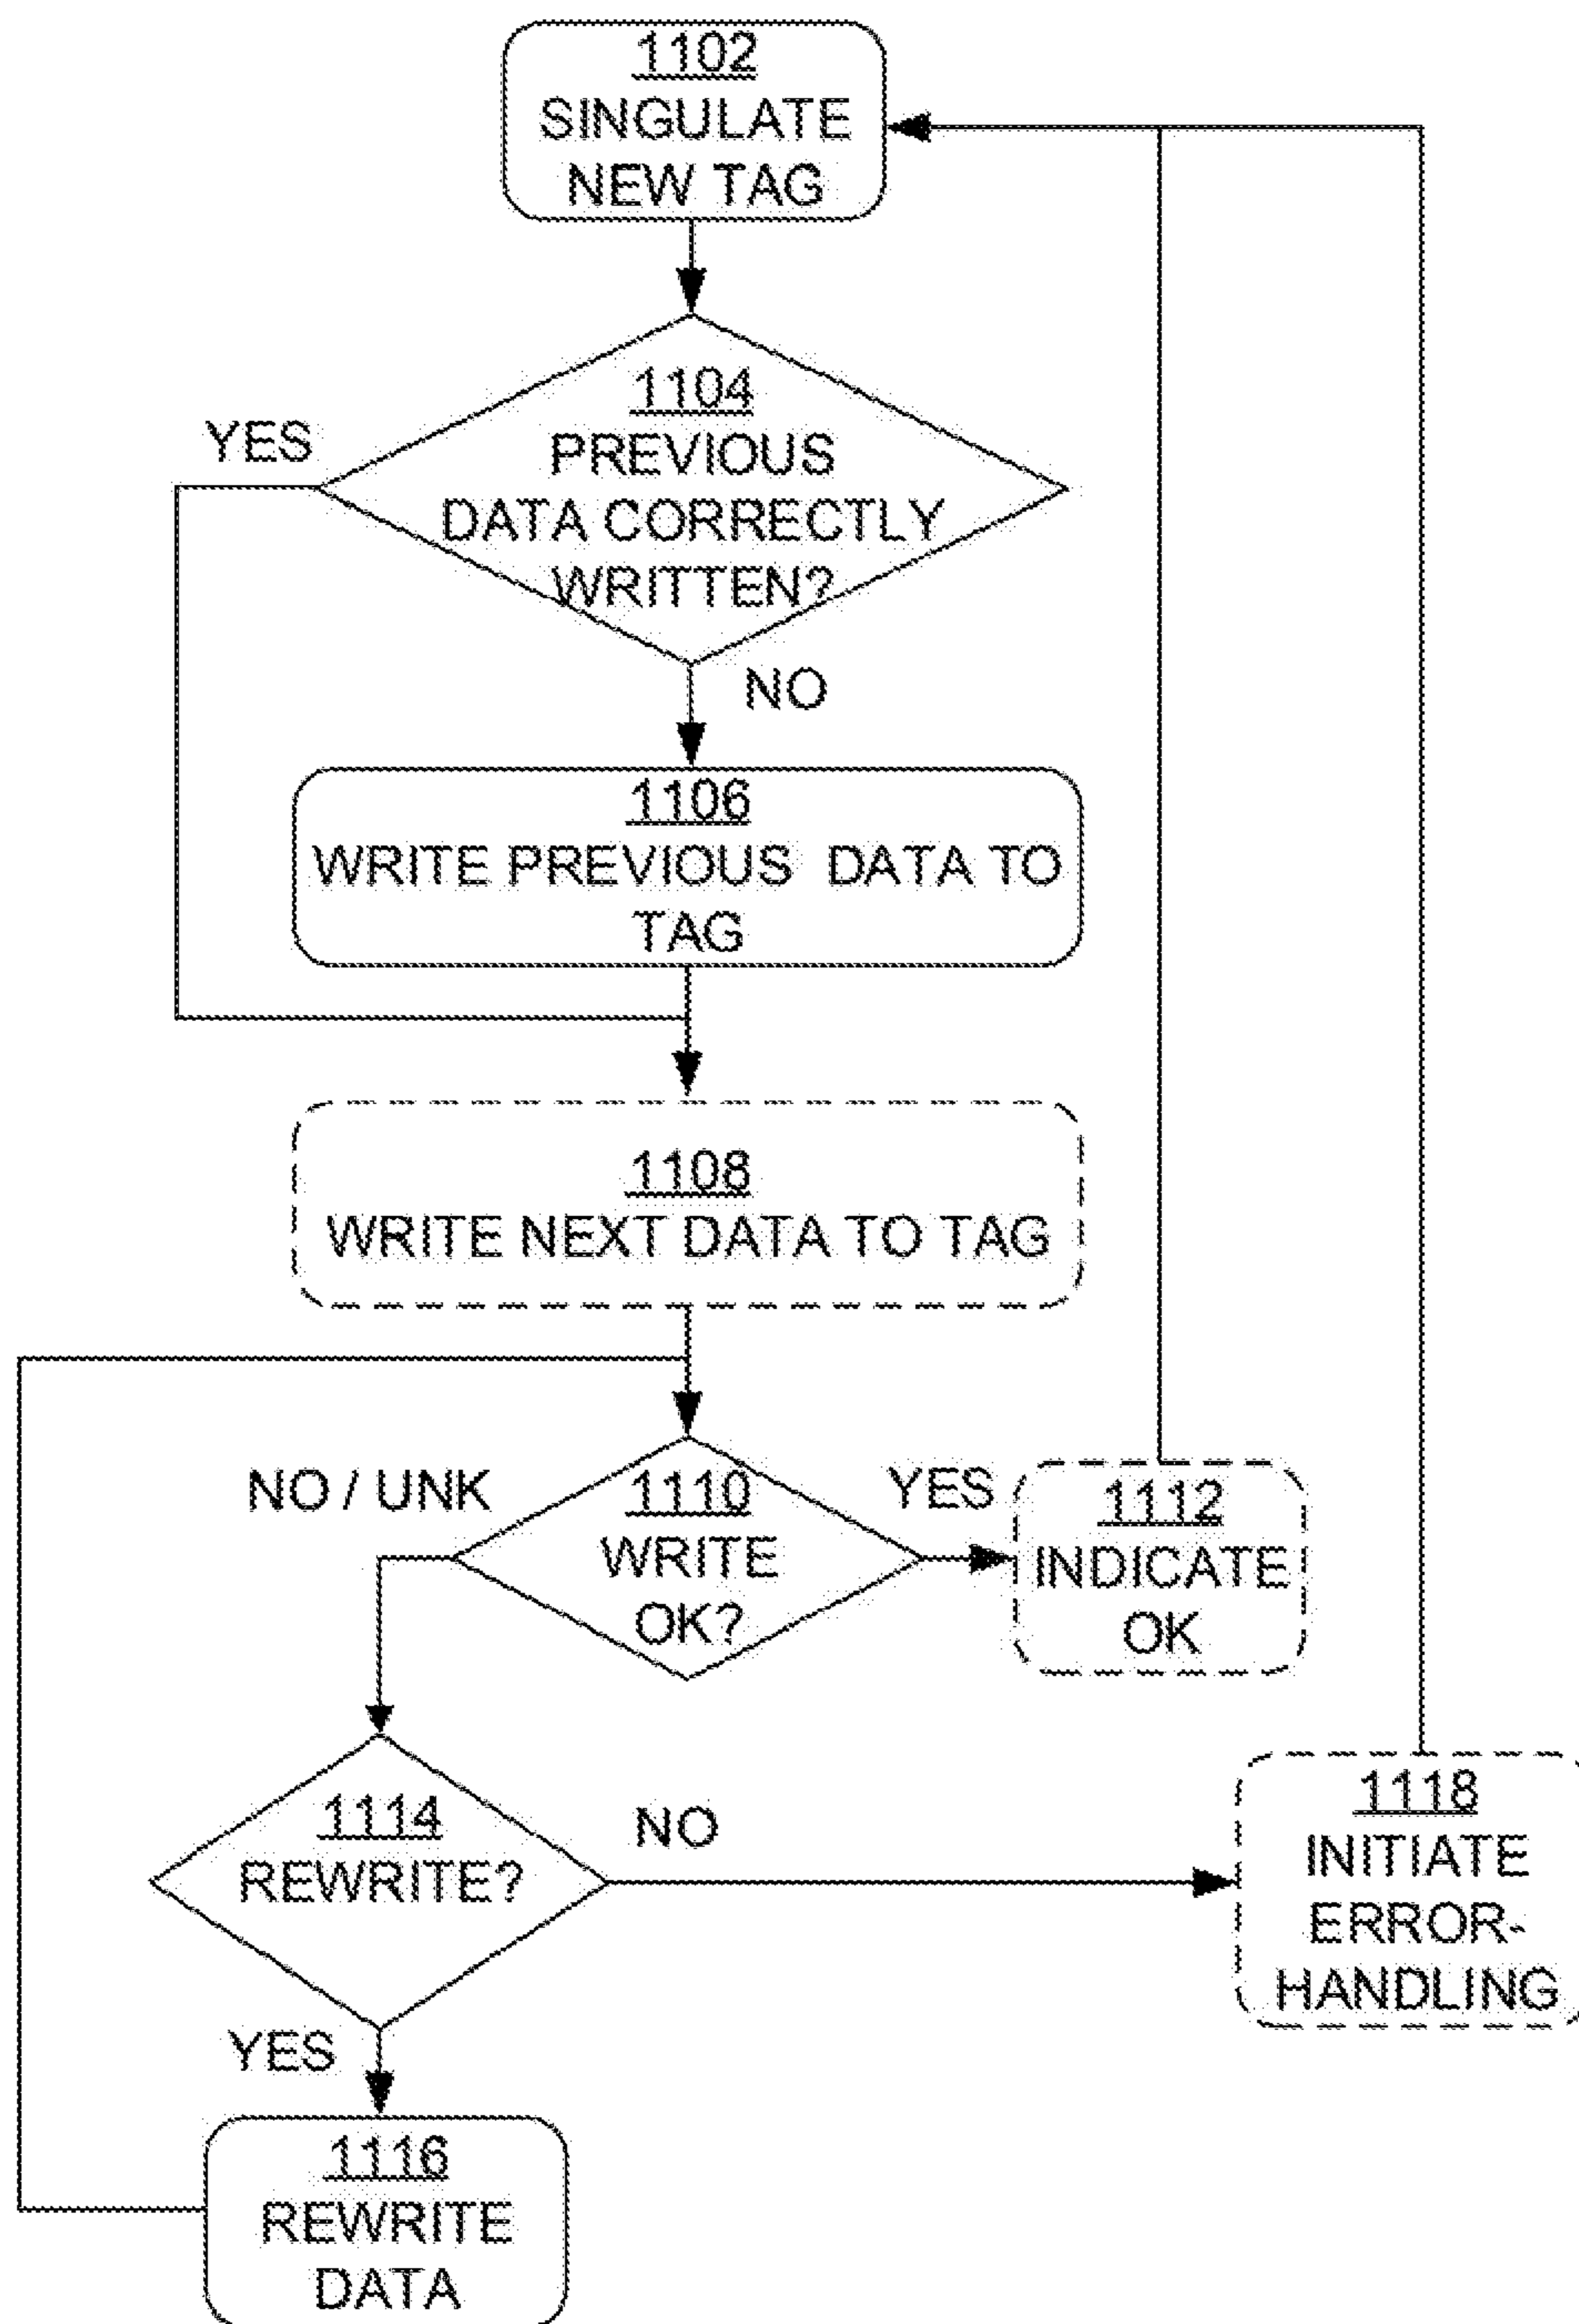 1102
SINGULATE
NEW TAG
1104
PREVIOUS
DATA CORRECTLY
WRITTEN?
YES
NO
1106
WRITE PREVIOUS DATA TO
TAG
1108
WRITE NEXT DATA TO TAG
NO / UNK
1110
WRITE
OK?
YES
1112
INDICATE
OK
1114
REWRITE?
NO
1118
INITIATE
ERROR-
HANDLING
YES
1116
REWRITE
DATA